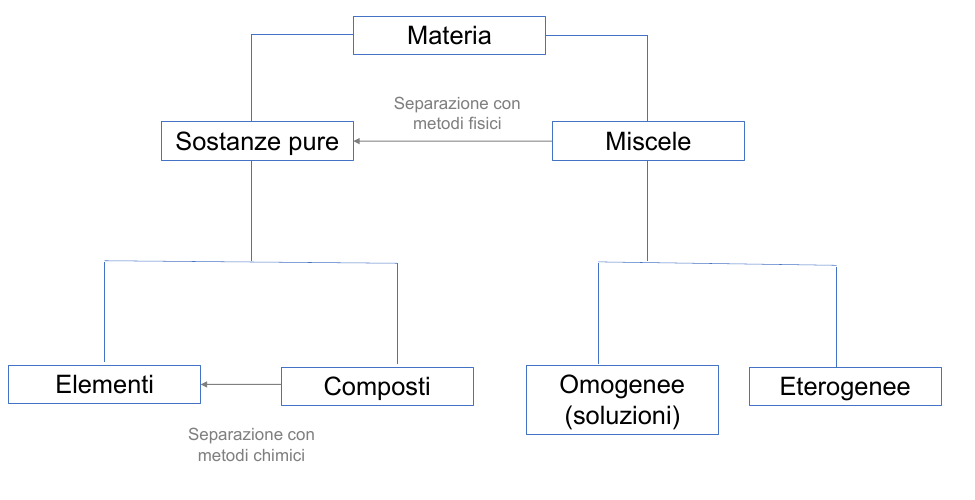 Materia
Separazione con
metodi fisici
Sostanze pure
Miscele
Elementi
Composti
Omogenee
(soluzioni)
Eterogenee
Separazione con
metodi chimici